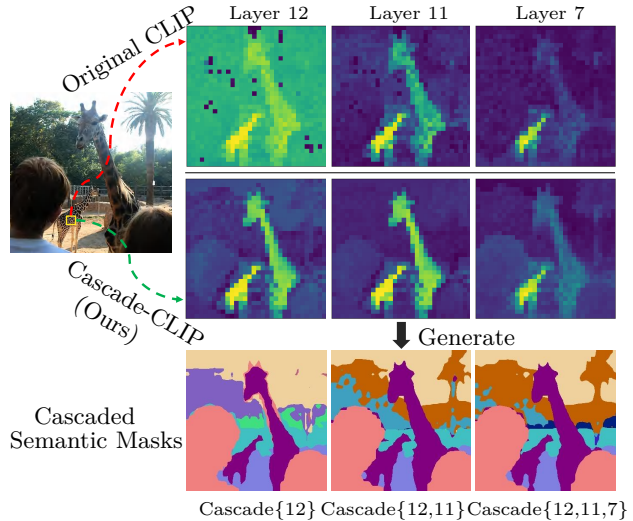 Layer 12 Layer 11 Layer 7
Original CLIP
Cascade-CLIP
(Ours)
Generate
Cascaded
Semantic Masks
Cascade{12} Cascade{12,11} Cascade{12,11,7}